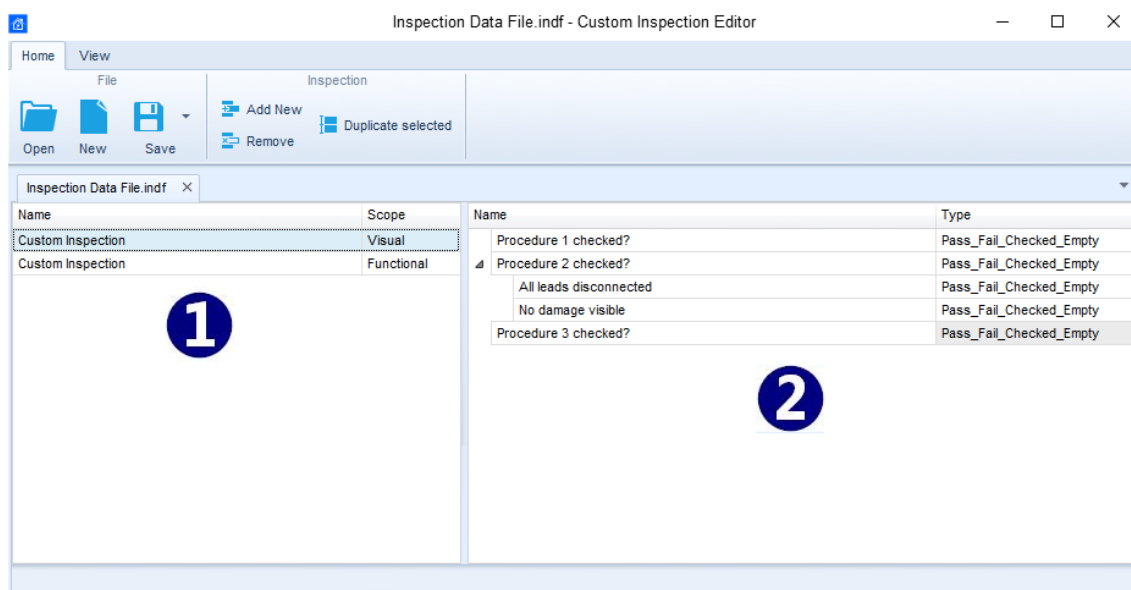 Inspection Data File.indf - Custom Inspection Editor
Home View
File Inspection
Open New Save Add New Remove Duplicate selected
Inspection Data File.indf
Name Scope Name Type
Custom Inspection Visual Procedure 1 checked? Pass_Fail_Checked_Empty
Custom Inspection Functional Procedure 2 checked? Pass_Fail_Checked_Empty
All leads disconnected Pass_Fail_Checked_Empty
No damage visible Pass_Fail_Checked_Empty
Procedure 3 checked? Pass_Fail_Checked_Empty
1
2